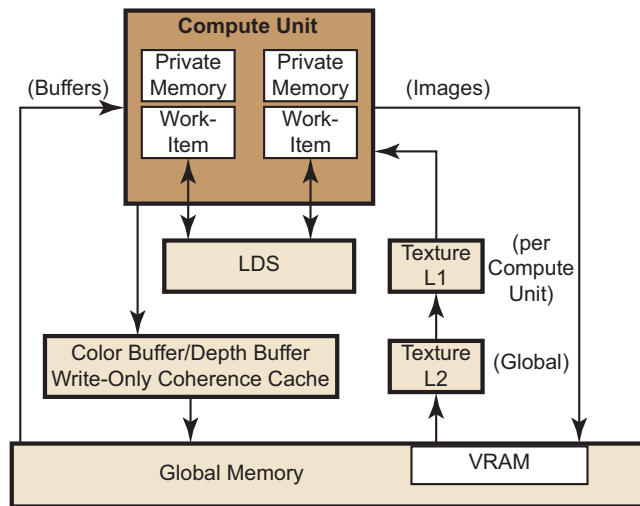 Compute Unit
Private
Memory
Private
Memory
(Buffers)
(Images)
Work-
Item
Work-
Item
LDS
Texture
L1
(per
Compute
Unit)
Color Buffer/Depth Buffer
Write-Only Coherence Cache
Texture
L2
(Global)
Global Memory
VRAM